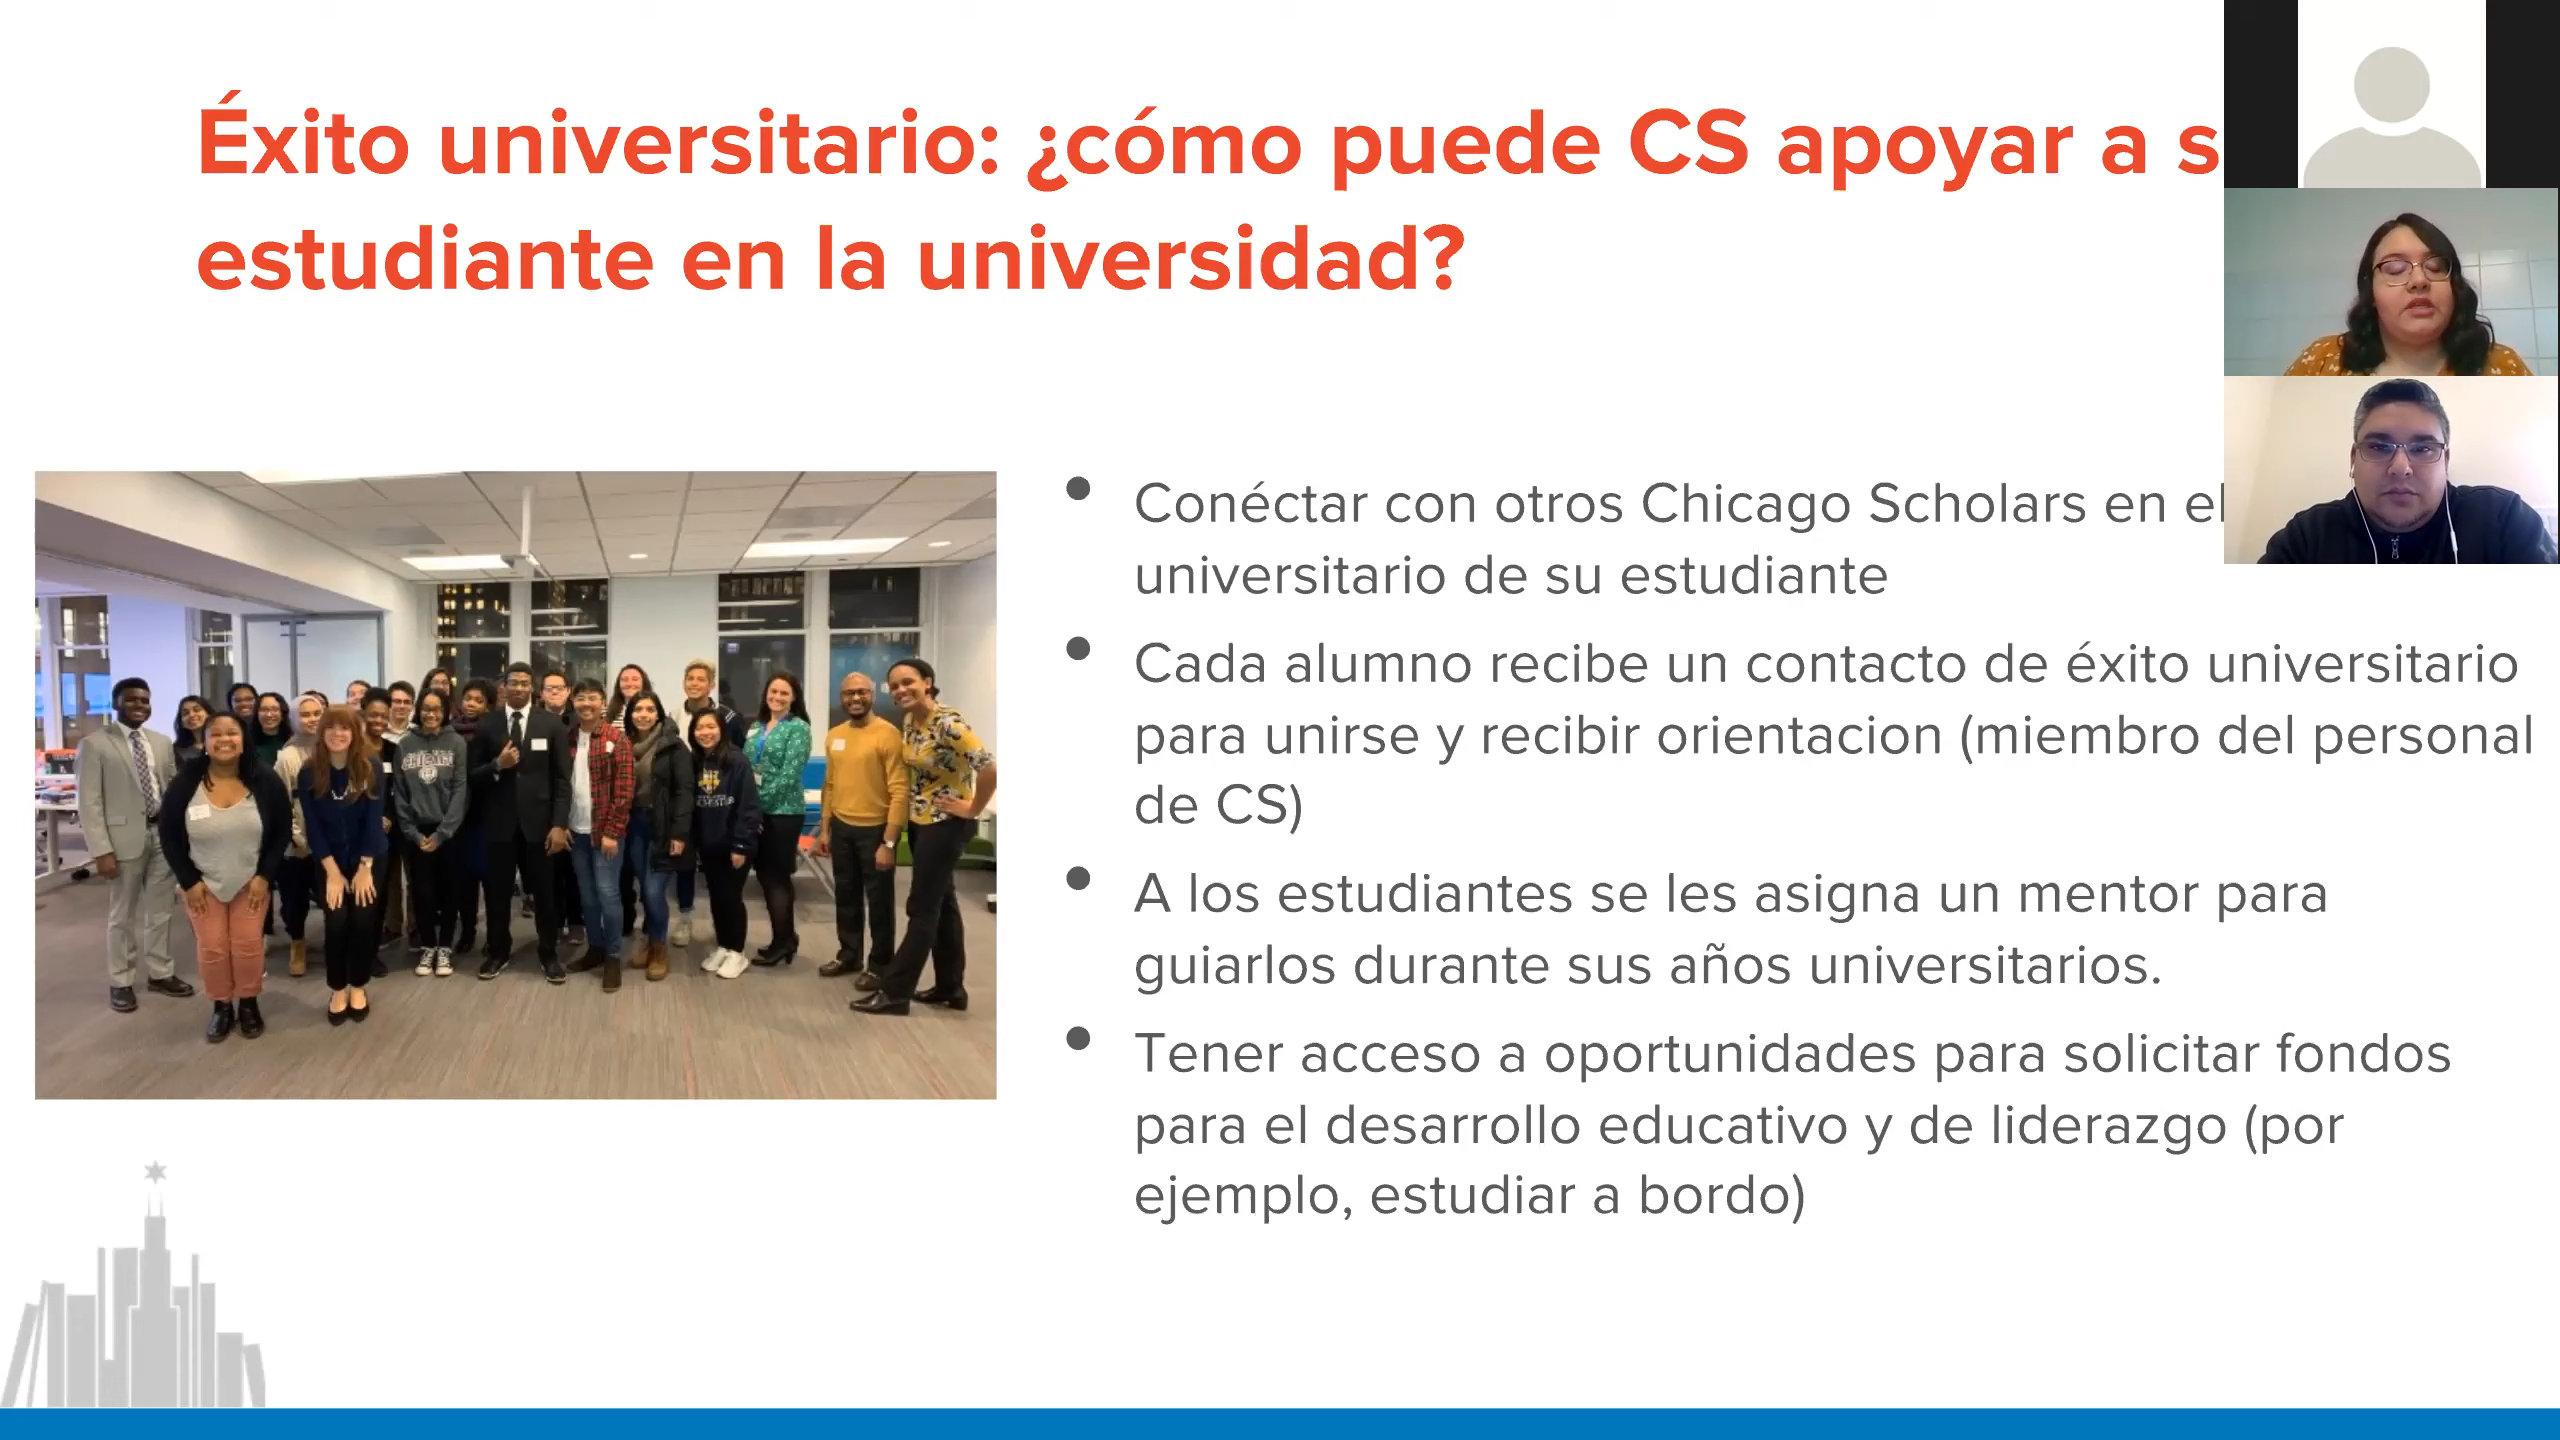 Éxito universitario: ¿cómo puede CS apoyar a s
estudiante en la universidad?
• Conéctar con otros Chicago Scholars en el
universitario de su estudiante
• Cada alumno recibe un contacto de éxito universitario
para unirse y recibir orientacion (miembro del personal
de CS)
• A los estudiantes se les asigna un mentor para
guiarlos durante sus años universitarios.
• Tener acceso a oportunidades para solicitar fondos
para el desarrollo educativo y de liderazgo (por
ejemplo, estudiar a bordo)